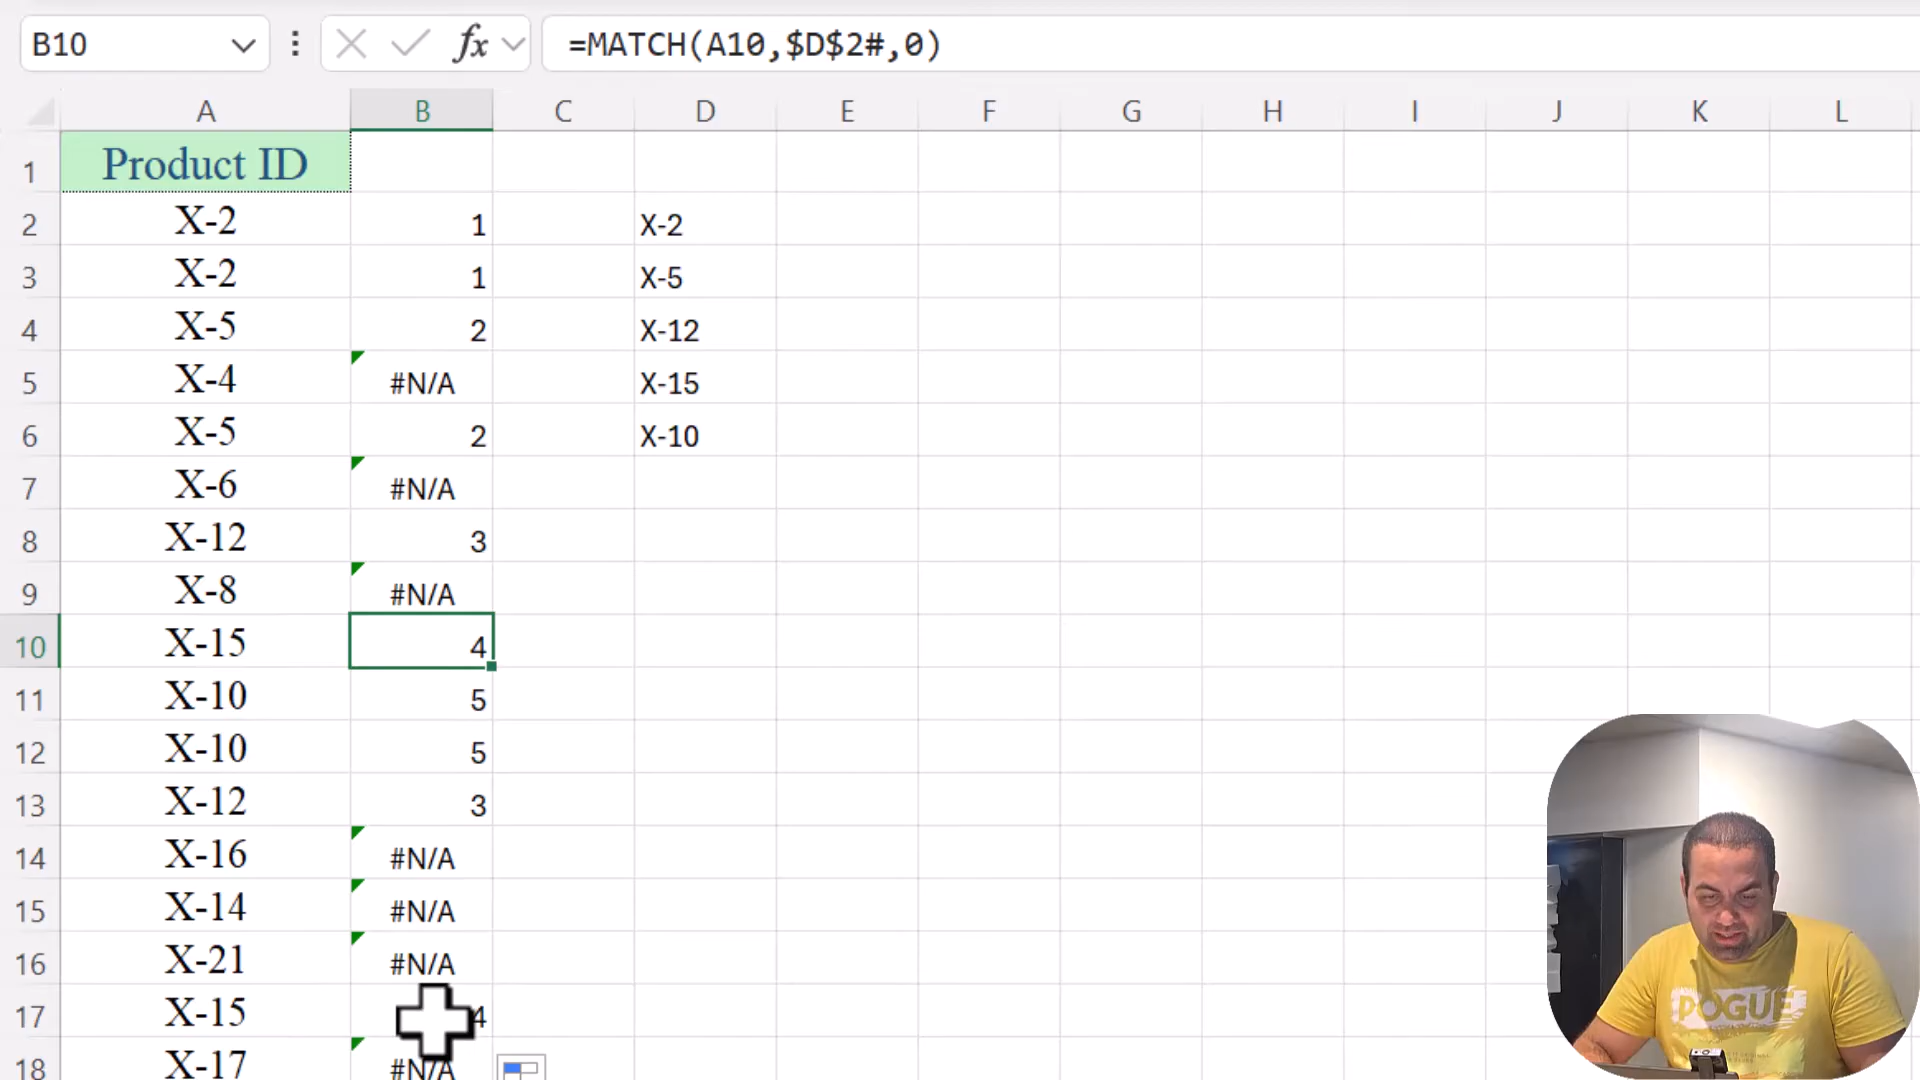 B10 fx =MATCH(A10,$D$2#,0)
A B C D E F G H I J K L
1 Product ID
2 X-2 1 X-2
3 X-2 1 X-5
4 X-5 2 X-12
5 X-4 #N/A X-15
6 X-5 2 X-10
7 X-6 #N/A
8 X-12 3
9 X-8 #N/A
10 X-15 4
11 X-10 5
12 X-10 5
13 X-12 3
14 X-16 #N/A
15 X-14 #N/A
16 X-21 #N/A
17 X-15 4
18 X-17 #N/A
POGUE